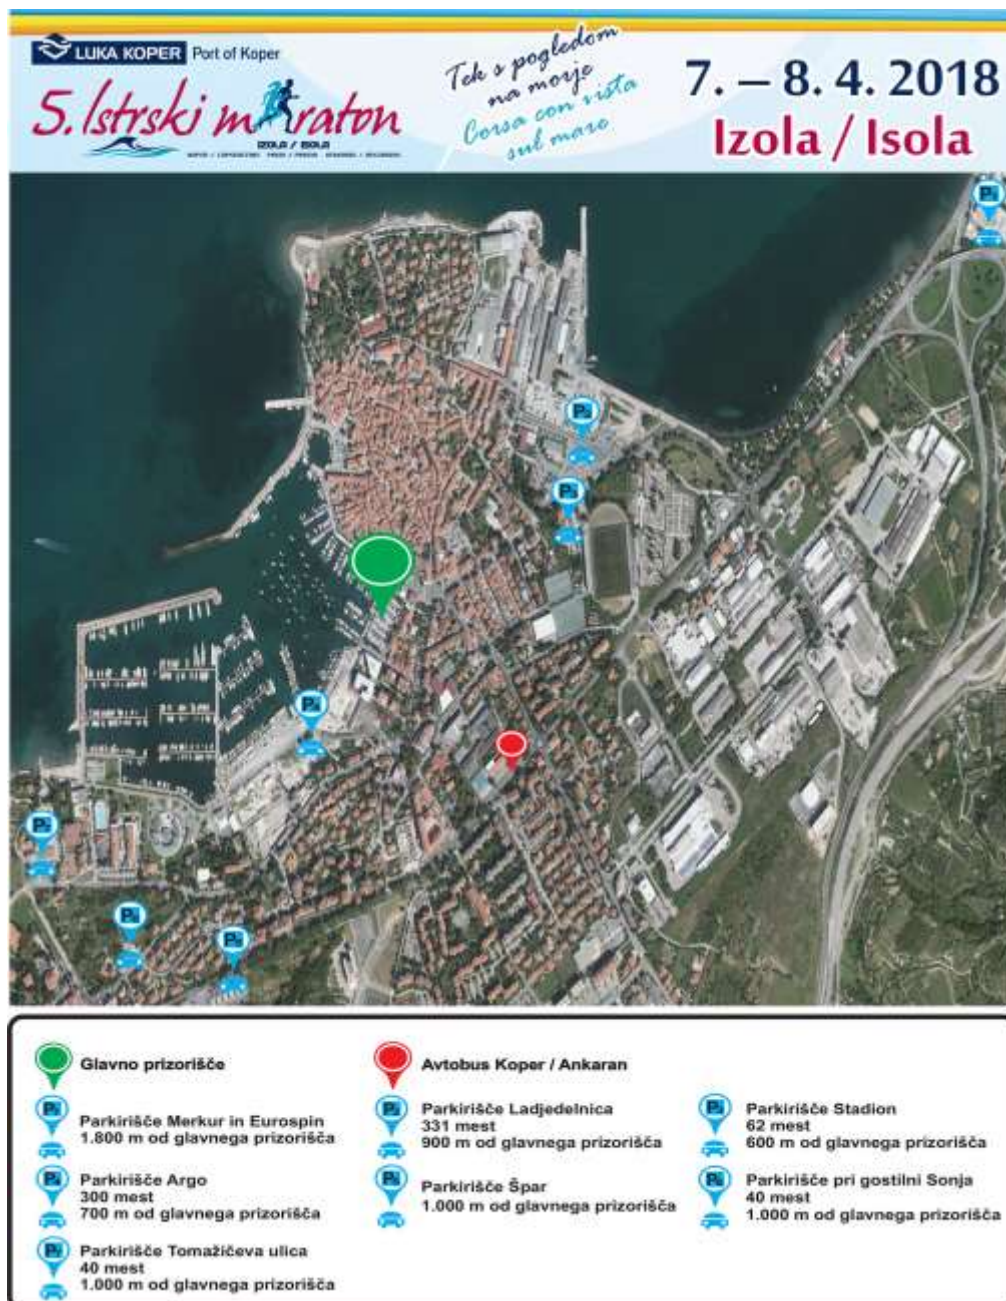 LUKA KOPER Port of Koper
5. Istrski maraton
IZOLA / ISOLA
Tek s pogledom
na morje
Corsa con vista
sul mare
7. – 8. 4. 2018
Izola / Isola
Glavno prizorišče
Avtobus Koper / Ankaran
Parkirišče Merkur in Eurospin
1.800 m od glavnega prizorišča
Parkirišče Ladjedelnica
331 mest
900 m od glavnega prizorišča
Parkirišče Stadion
62 mest
600 m od glavnega prizorišča
Parkirišče Argo
300 mest
700 m od glavnega prizorišča
Parkirišče Špar
1.000 m od glavnega prizorišča
Parkirišče pri gostilni Sonja
40 mest
1.000 m od glavnega prizorišča
Parkirišče Tomažičeva ulica
40 mest
1.000 m od glavnega prizorišča